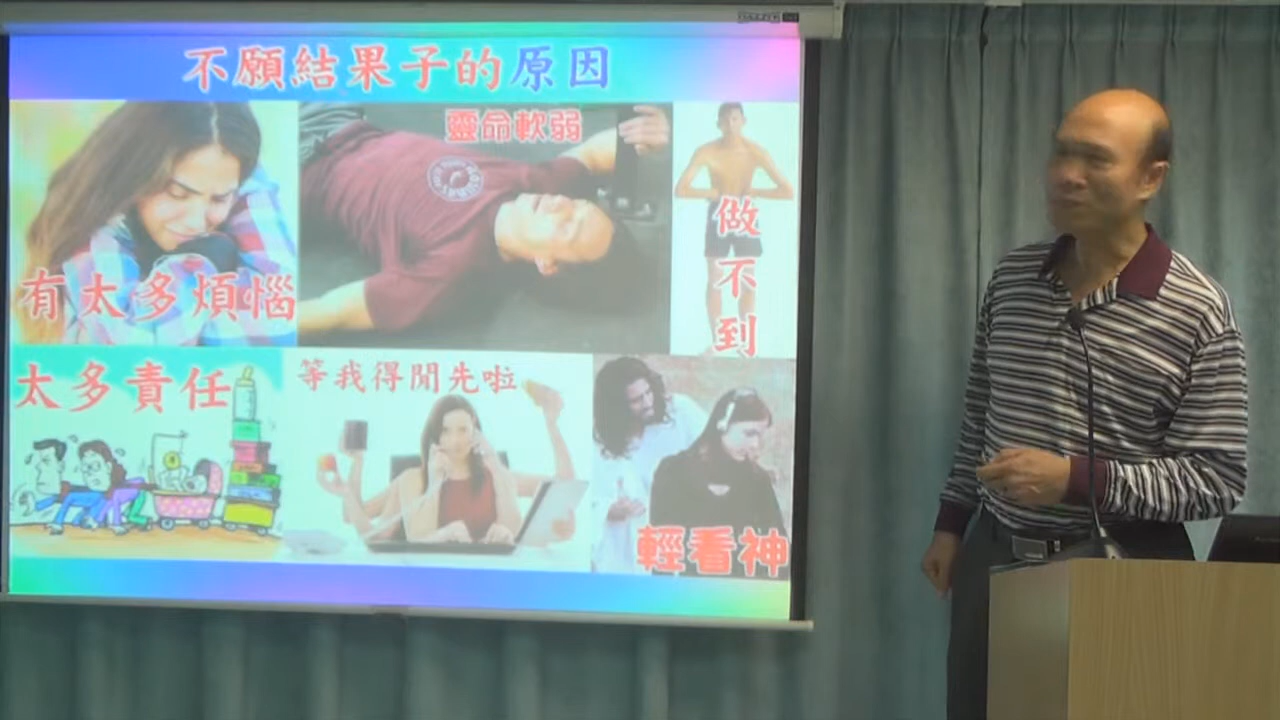 不願結果子的原因
靈命軟弱
有太多煩惱
做不到
太多責任
等我得閒先啦
輕看神